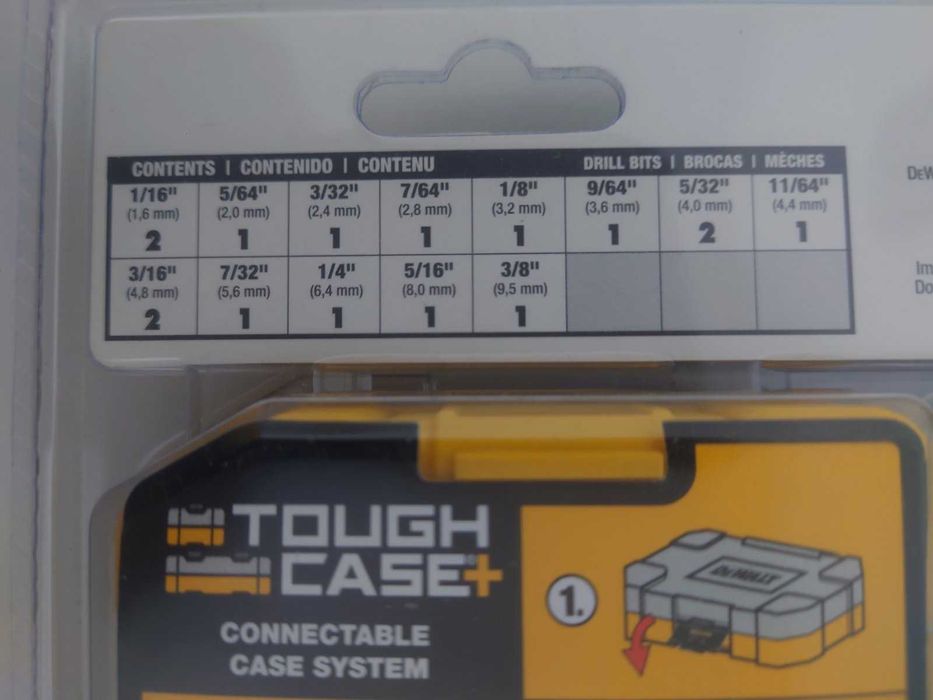 CONTENTS | CONTENIDO | CONTENU DRILL BITS | BROCAS | MÈCHES
1/16" 5/64" 3/32" 7/64" 1/8" 9/64" 5/32" 11/64"
(1,6 mm) (2,0 mm) (2,4 mm) (2,8 mm) (3,2 mm) (3,6 mm) (4,0 mm) (4,4 mm)
2 1 1 1 1 1 2 1
3/16" 7/32" 1/4" 5/16" 3/8"
(4,8 mm) (5,6 mm) (6,4 mm) (8,0 mm) (9,5 mm)
2 1 1 1 1
DEW
Im
Do
TOUGH
CASE+
CONNECTABLE
CASE SYSTEM
1.
DEWALT